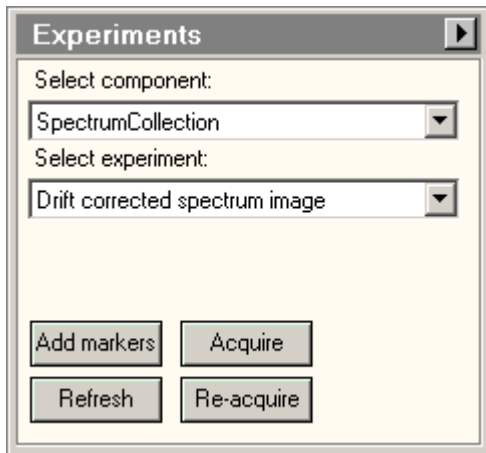 Experiments
Select component:
SpectrumCollection
Select experiment:
Drift corrected spectrum image
Add markers Acquire
Refresh Re-acquire